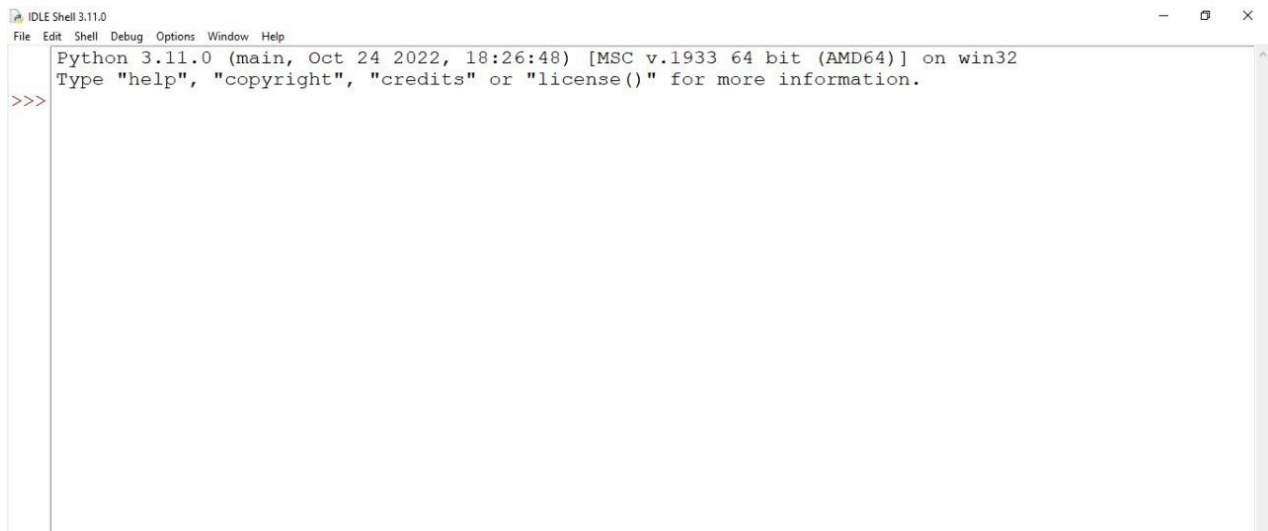 IDLE Shell 3.11.0
File Edit Shell Debug Options Window Help
Python 3.11.0 (main, Oct 24 2022, 18:26:48) [MSC v.1933 64 bit (AMD64)] on win32
Type "help", "copyright", "credits" or "license()" for more information.
>>>